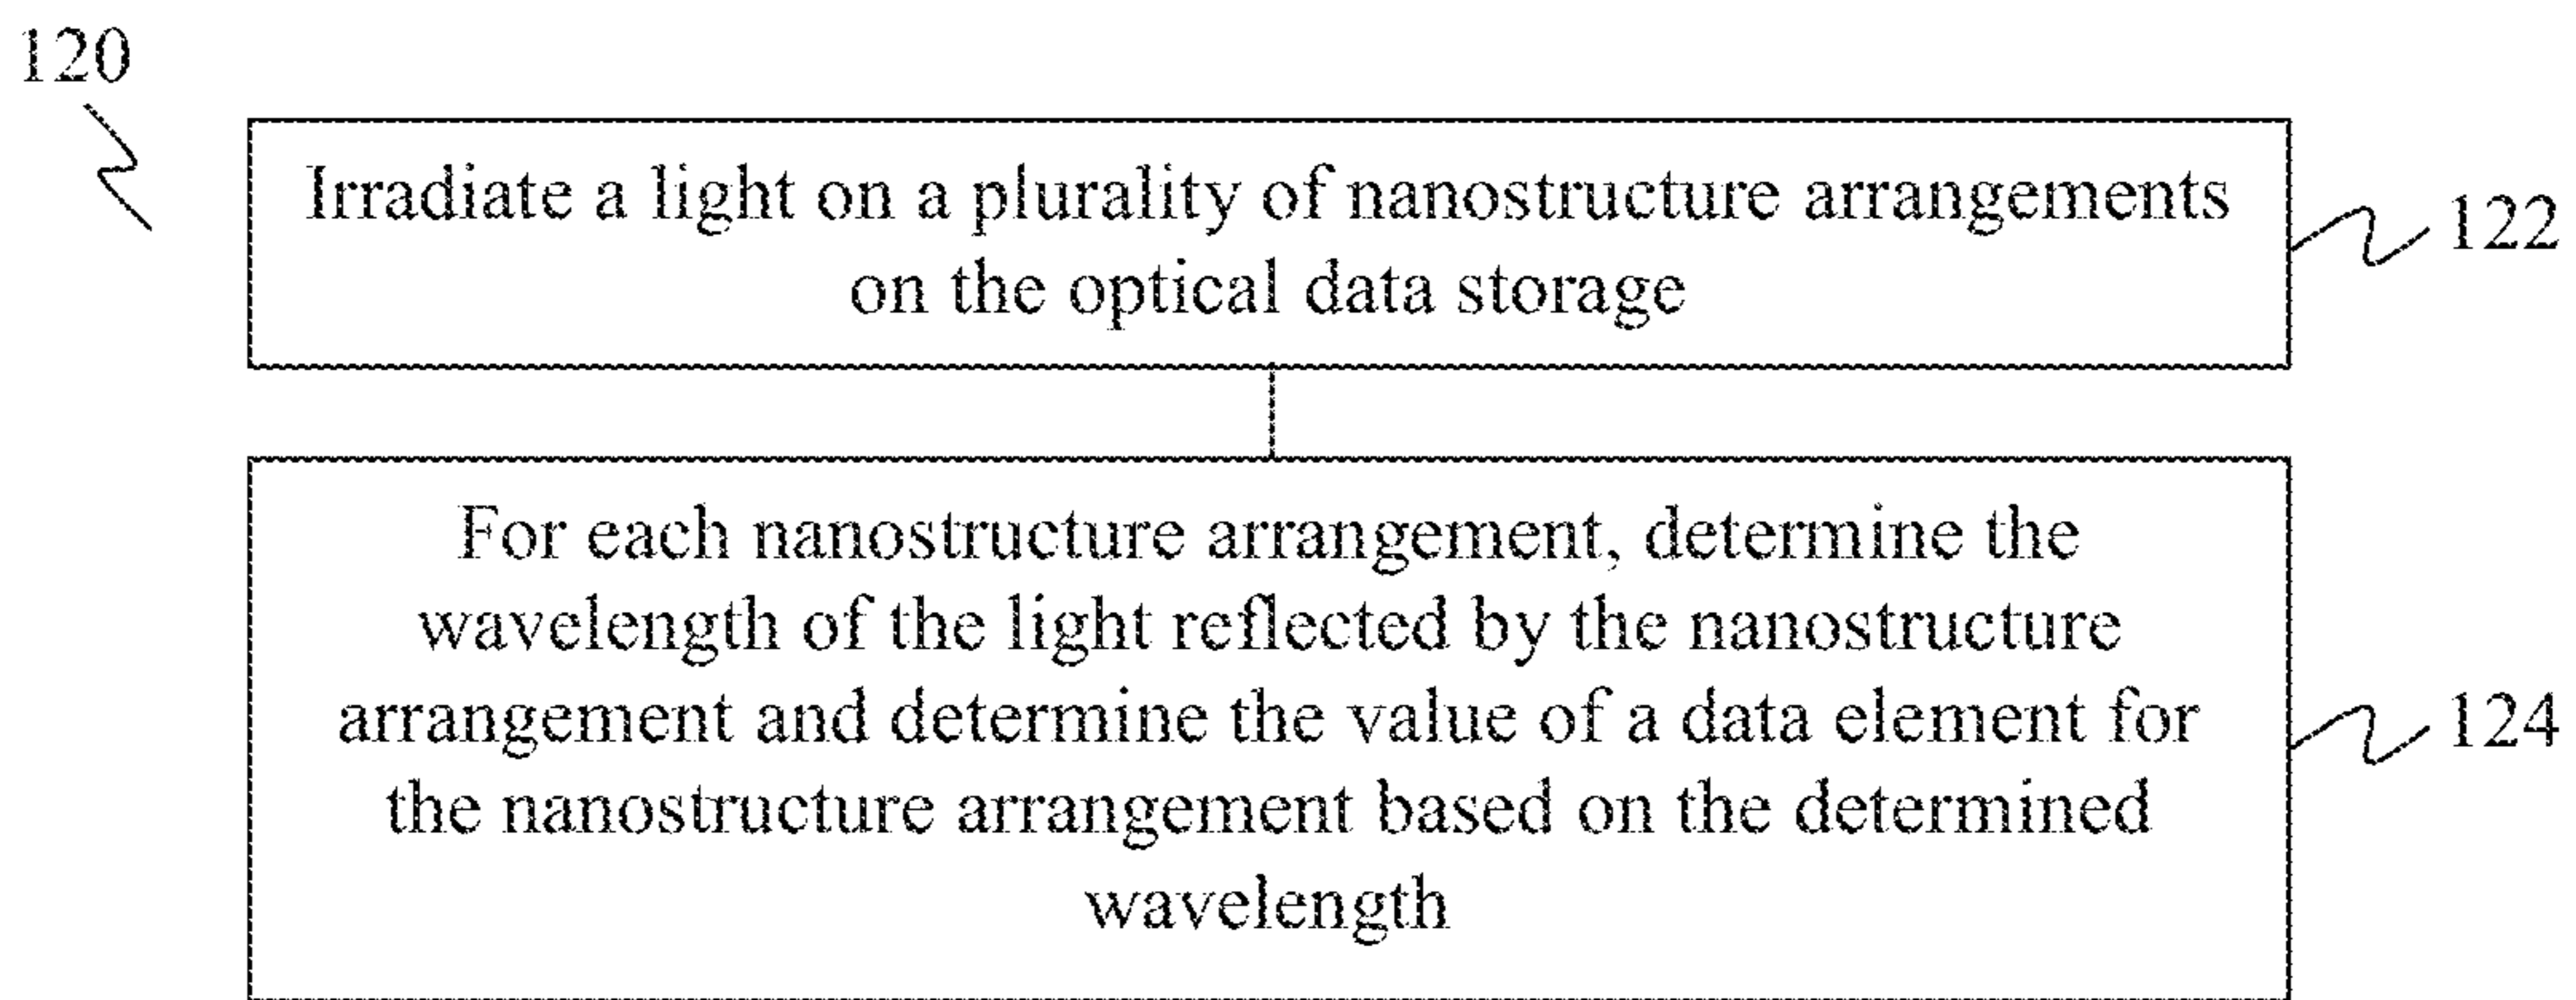 120
Irradiate a light on a plurality of nanostructure arrangements
on the optical data storage
122
For each nanostructure arrangement, determine the
wavelength of the light reflected by the nanostructure
arrangement and determine the value of a data element for
124
the nanostructure arrangement based on the determined
wavelength